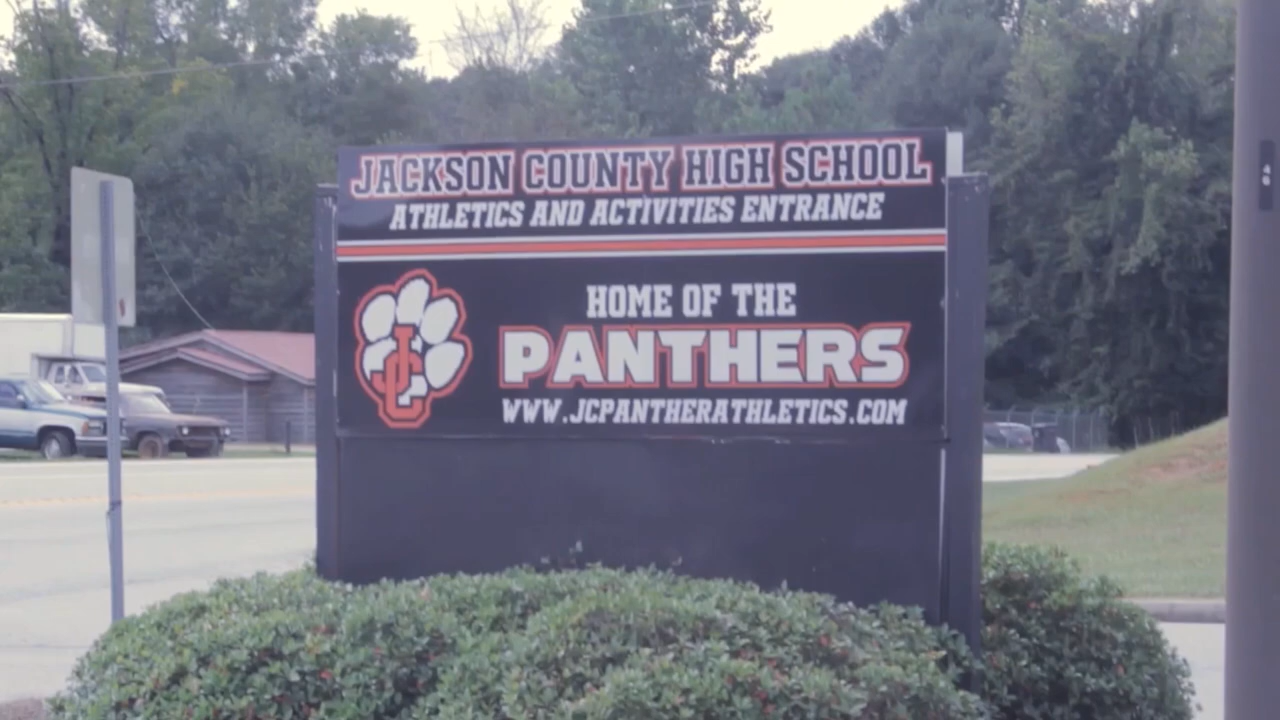 JACKSON COUNTY HIGH SCHOOL
ATHLETICS AND ACTIVITIES ENTRANCE
HOME OF THE
PANTHERS
JC
WWW.JCPANTHERATHLETICS.COM